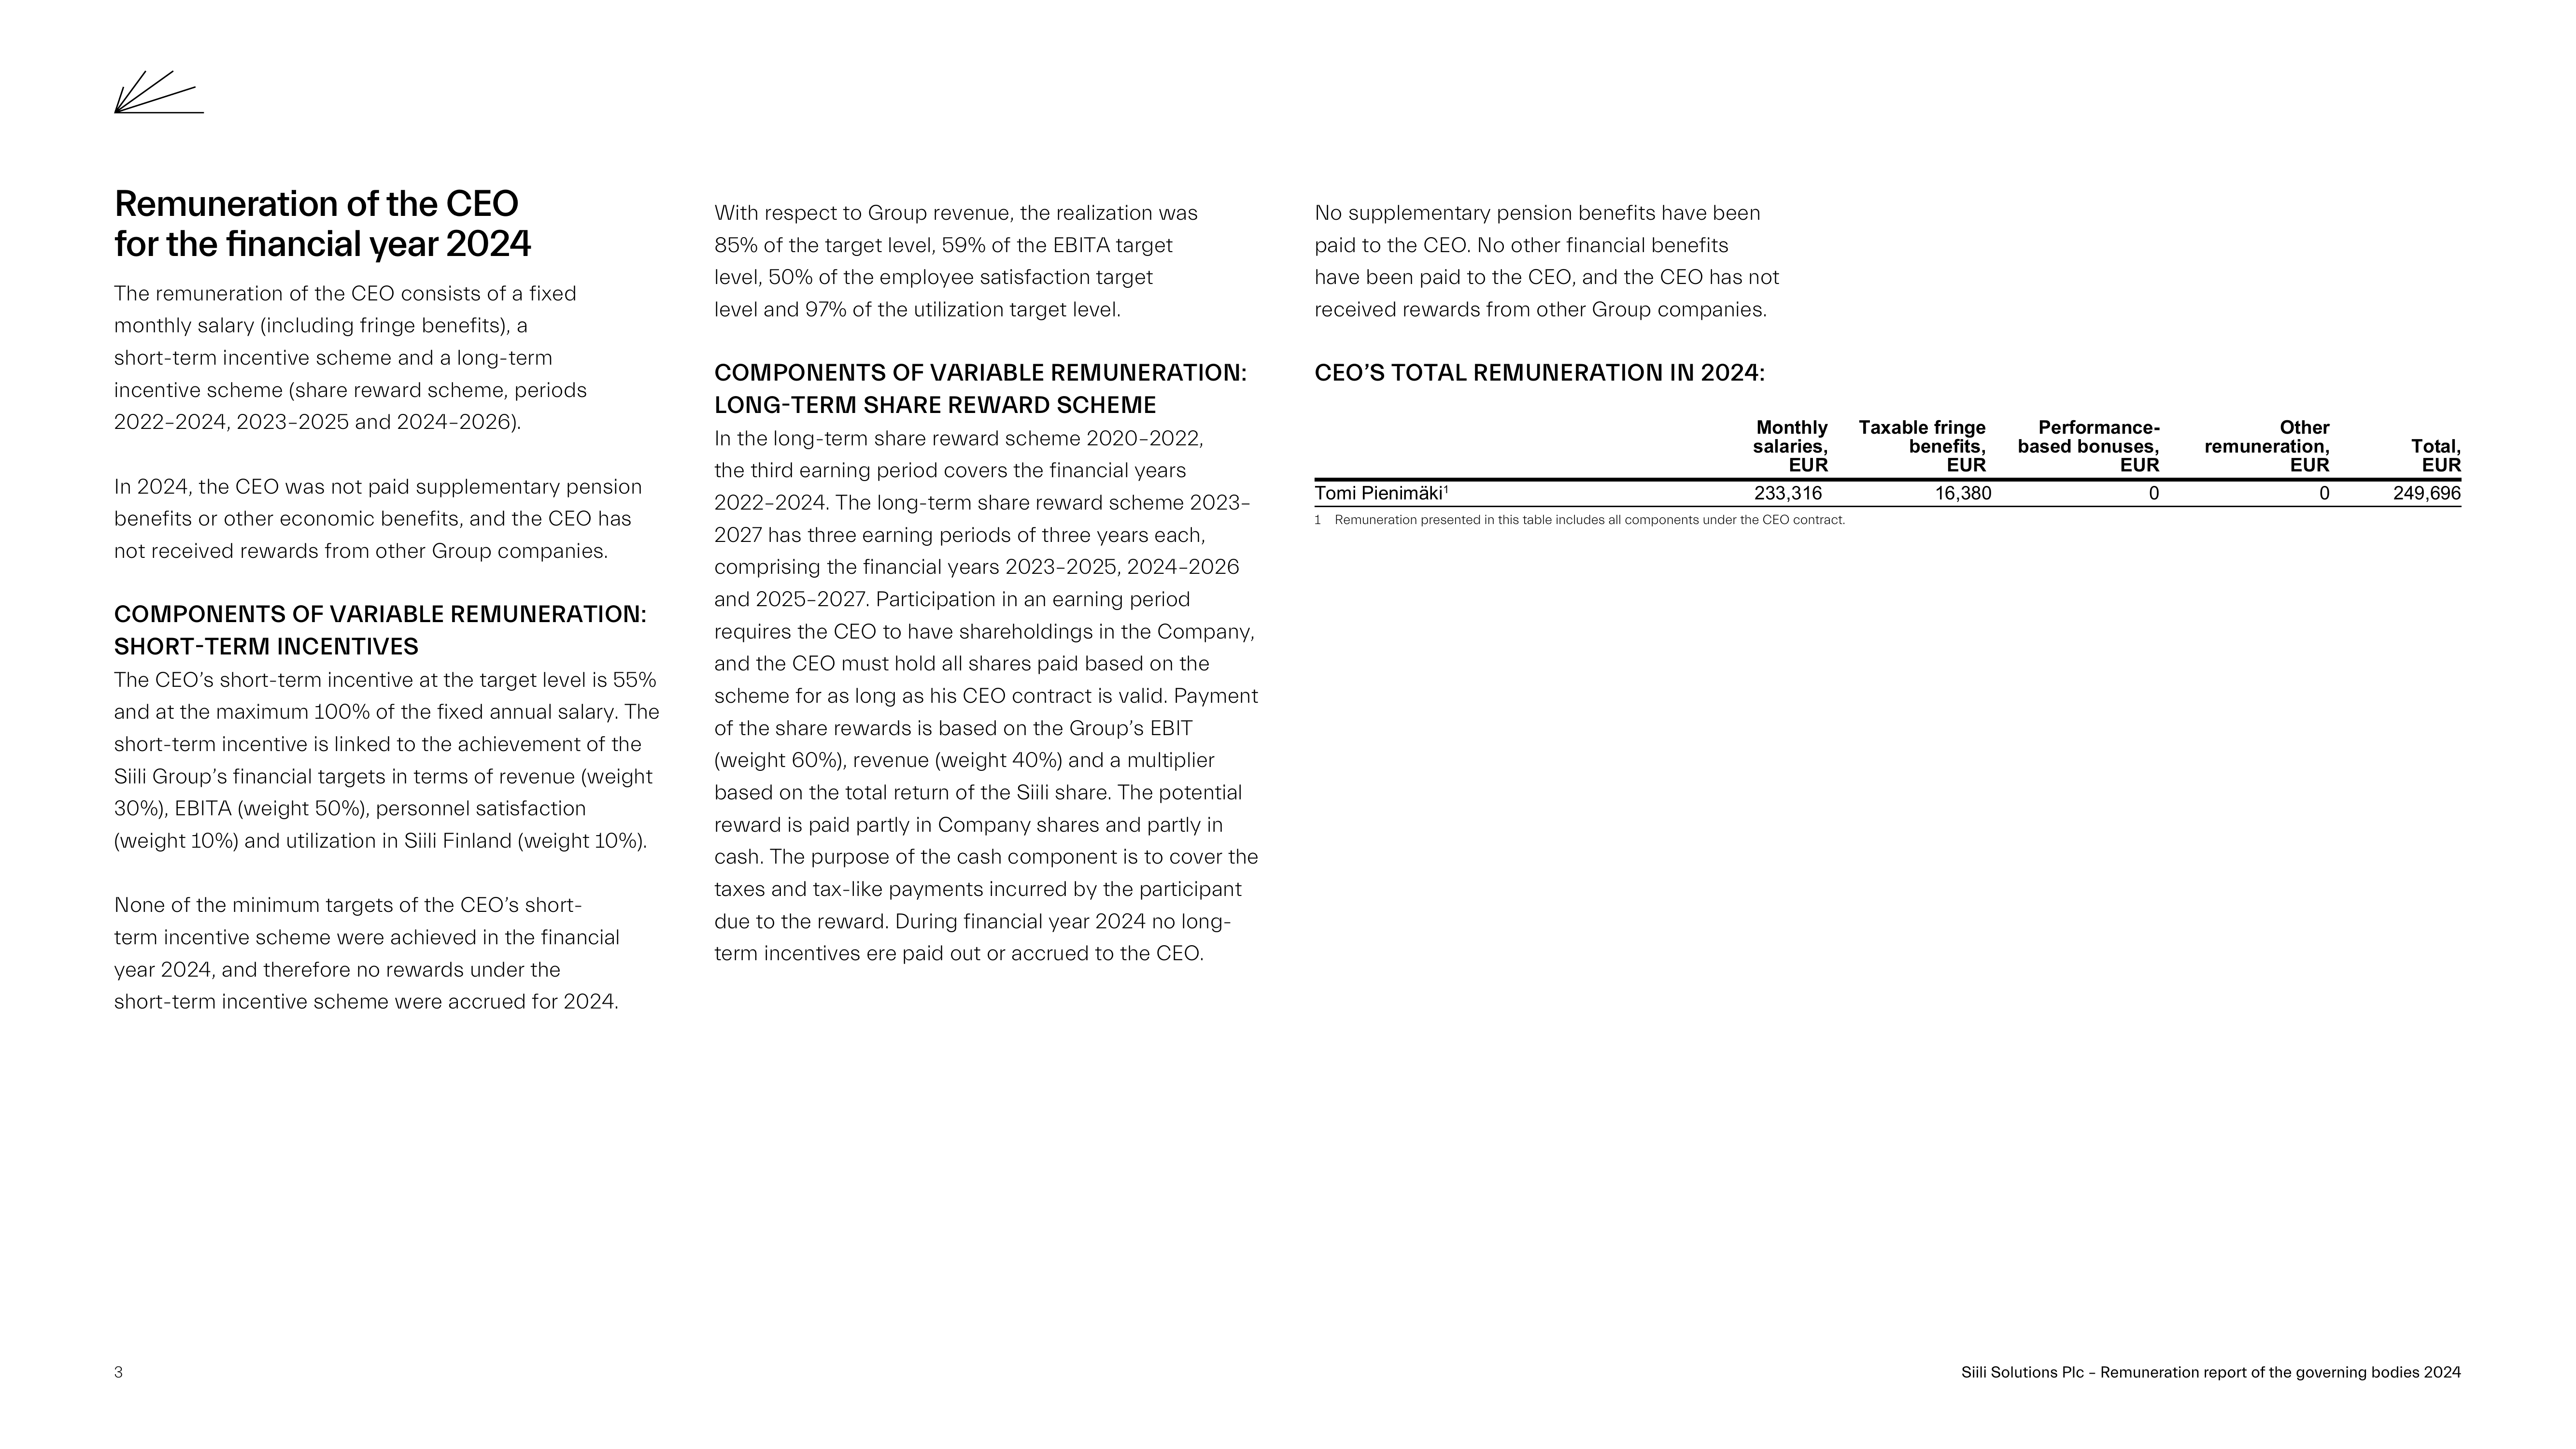 Remuneration of the CEO
for the financial year 2024
The remuneration of the CEO consists of a fixed
monthly salary (including fringe benefits), a
short-term incentive scheme and a long-term
incentive scheme (share reward scheme, periods
2022–2024, 2023–2025 and 2024–2026).
In 2024, the CEO was not paid supplementary pension
benefits or other economic benefits, and the CEO has
not received rewards from other Group companies.
COMPONENTS OF VARIABLE REMUNERATION:
SHORT-TERM INCENTIVES
The CEO's short-term incentive at the target level is 55%
and at the maximum 100% of the fixed annual salary. The
short-term incentive is linked to the achievement of the
Siili Group's financial targets in terms of revenue (weight
30%), EBITA (weight 50%), personnel satisfaction
(weight 10%) and utilization in Siili Finland (weight 10%).
None of the minimum targets of the CEO's short-
term incentive scheme were achieved in the financial
year 2024, and therefore no rewards under the
short-term incentive scheme were accrued for 2024.
With respect to Group revenue, the realization was
85% of the target level, 59% of the EBITA target
level, 50% of the employee satisfaction target
level and 97% of the utilization target level.
COMPONENTS OF VARIABLE REMUNERATION:
LONG-TERM SHARE REWARD SCHEME
In the long-term share reward scheme 2020–2022,
the third earning period covers the financial years
2022–2024. The long-term share reward scheme 2023–
2027 has three earning periods of three years each,
comprising the financial years 2023–2025, 2024–2026
and 2025–2027. Participation in an earning period
requires the CEO to have shareholdings in the Company,
and the CEO must hold all shares paid based on the
scheme for as long as his CEO contract is valid. Payment
of the share rewards is based on the Group's EBIT
(weight 60%), revenue (weight 40%) and a multiplier
based on the total return of the Siili share. The potential
reward is paid partly in Company shares and partly in
cash. The purpose of the cash component is to cover the
taxes and tax-like payments incurred by the participant
due to the reward. During financial year 2024 no long-
term incentives ere paid out or accrued to the CEO.
No supplementary pension benefits have been
paid to the CEO. No other financial benefits
have been paid to the CEO, and the CEO has not
received rewards from other Group companies.
CEO'S TOTAL REMUNERATION IN 2024:
Monthly salaries, EUR Taxable fringe benefits, EUR Performance-based bonuses, EUR Other remuneration, EUR Total, EUR
Tomi Pienimäki¹ 233,316 16,380 0 0 249,696
1 Remuneration presented in this table includes all components under the CEO contract.
3
Siili Solutions Plc – Remuneration report of the governing bodies 2024